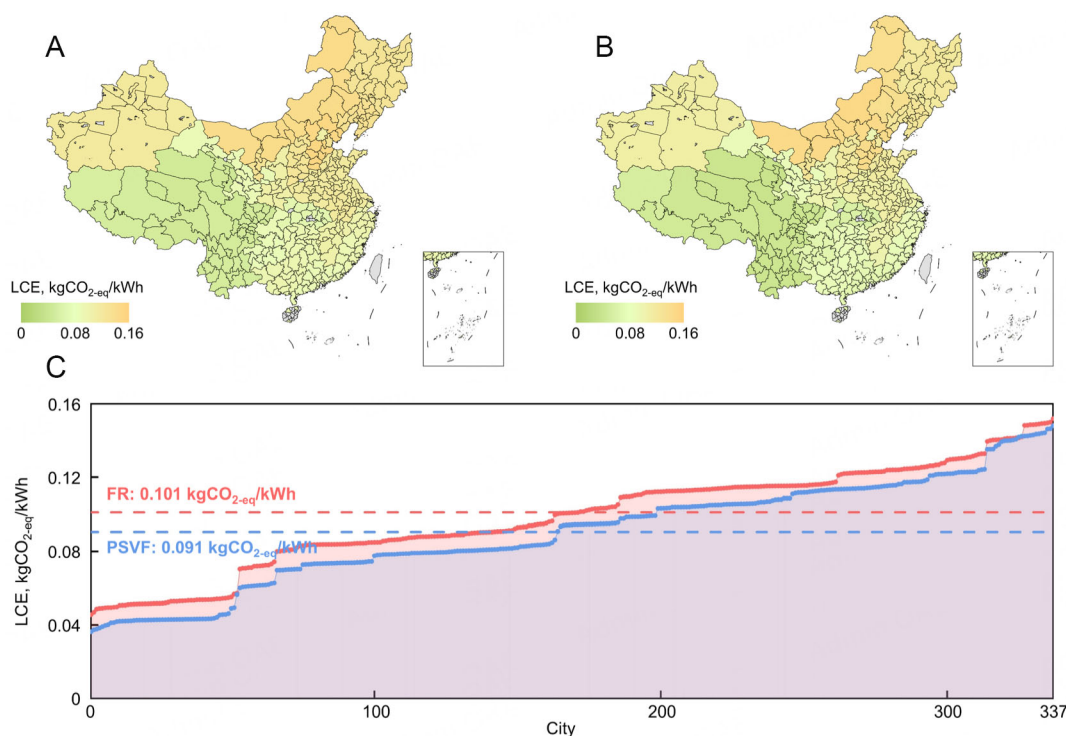 A
B
LCE, kgCO2-eq/kWh
0 0.08 0.16
LCE, kgCO2-eq/kWh
0 0.08 0.16
C
0.16
0.12
0.08
0.04
0
LCE, kgCO2-eq/kWh
FR: 0.101 kgCO2-eq/kWh
PSVF: 0.091 kgCO2-eq/kWh
0 100 200 300 337
City